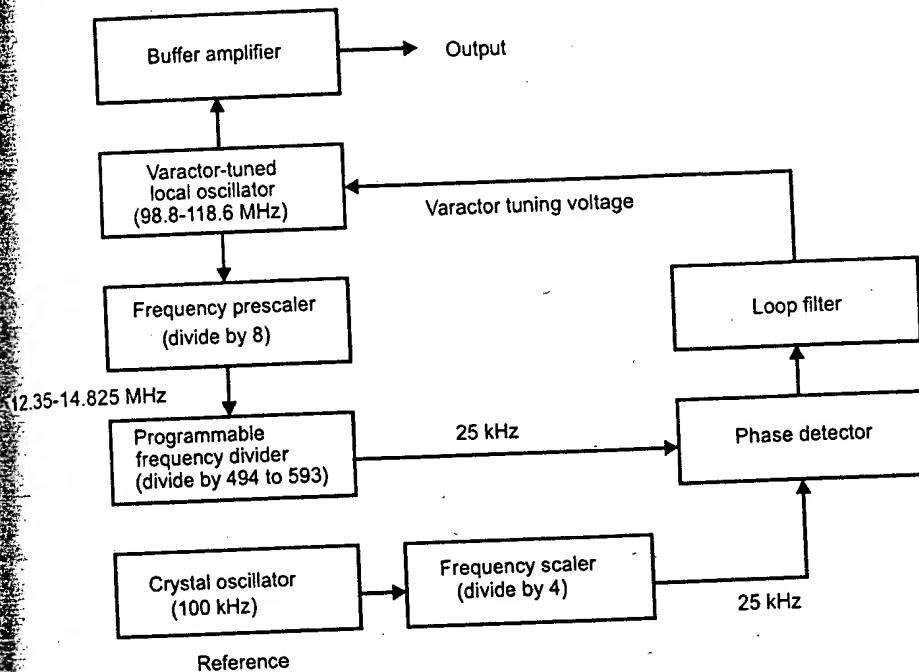 Buffer amplifier
Output
Varactor-tuned
local oscillator
(98.8-118.6 MHz)
Varactor tuning voltage
Frequency prescaler
(divide by 8)
Loop filter
12.35-14.825 MHz
Programmable
frequency divider
(divide by 494 to 593)
25 kHz
Phase detector
Crystal oscillator
(100 kHz)
Frequency scaler
(divide by 4)
25 kHz
Reference